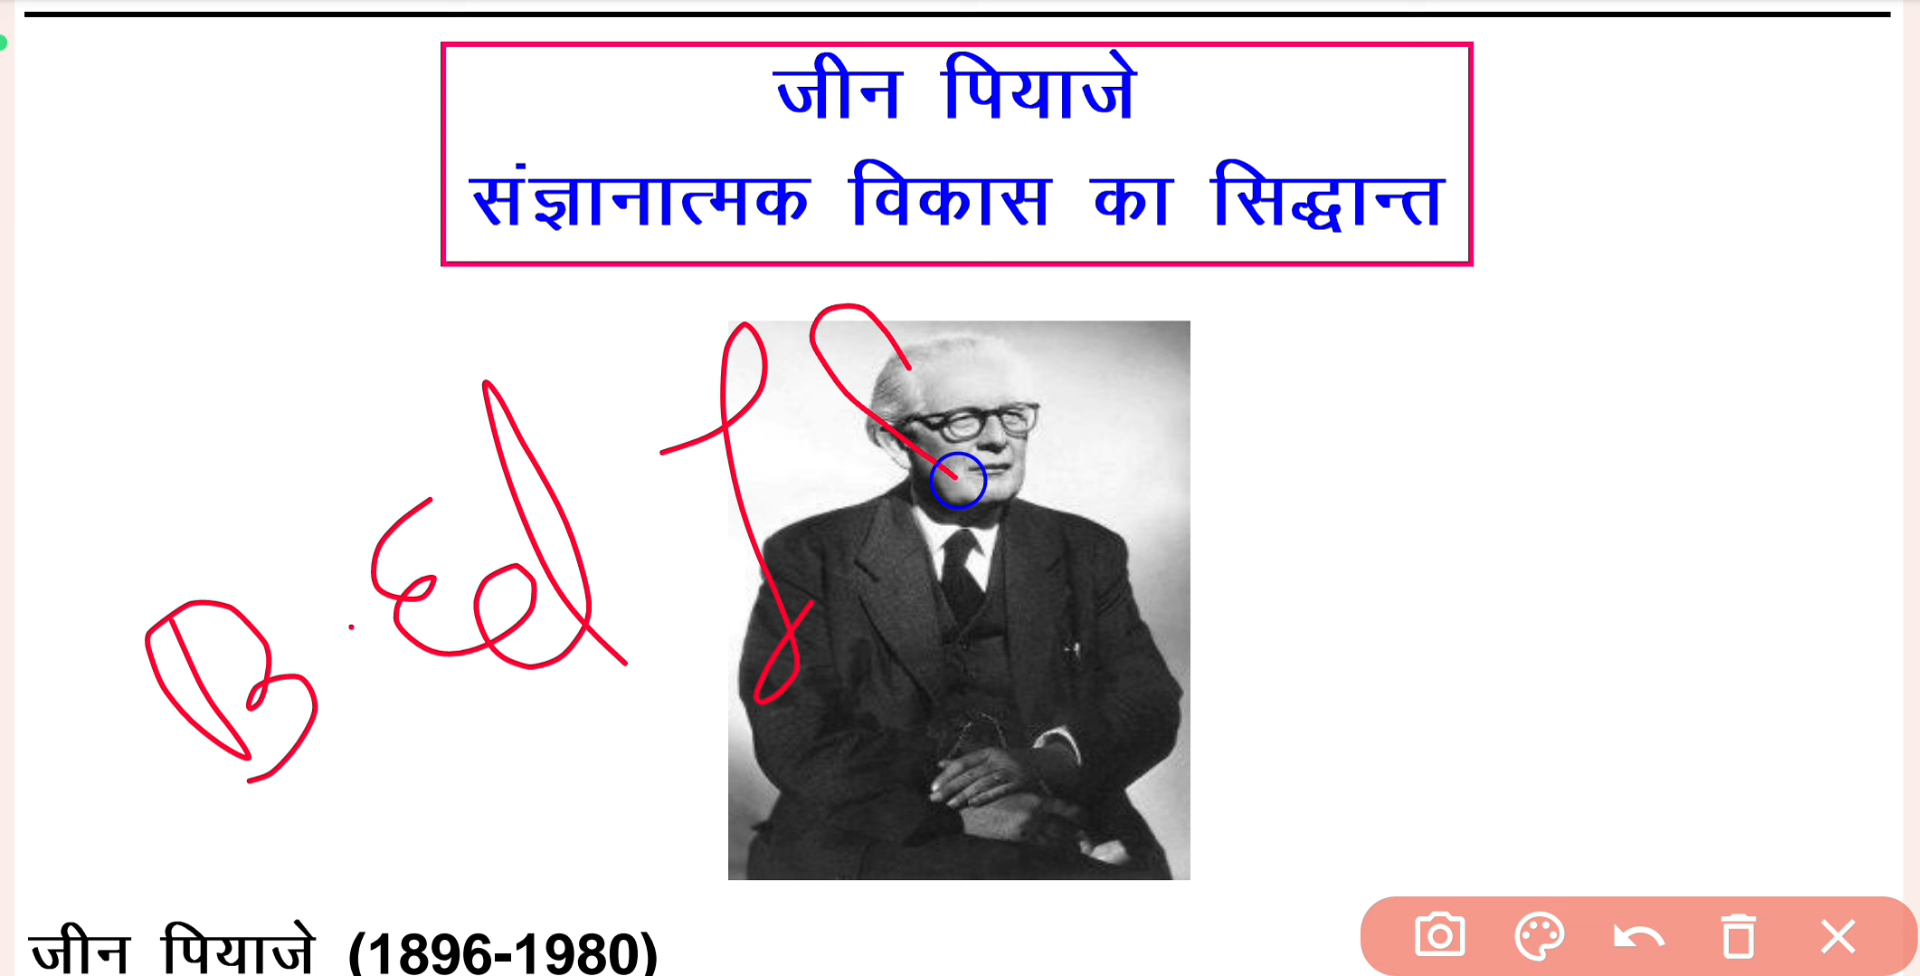 जीन पियाजे
संज्ञानात्मक विकास का सिद्धान्त
B.Ed
जीन पियाजे (1896-1980)